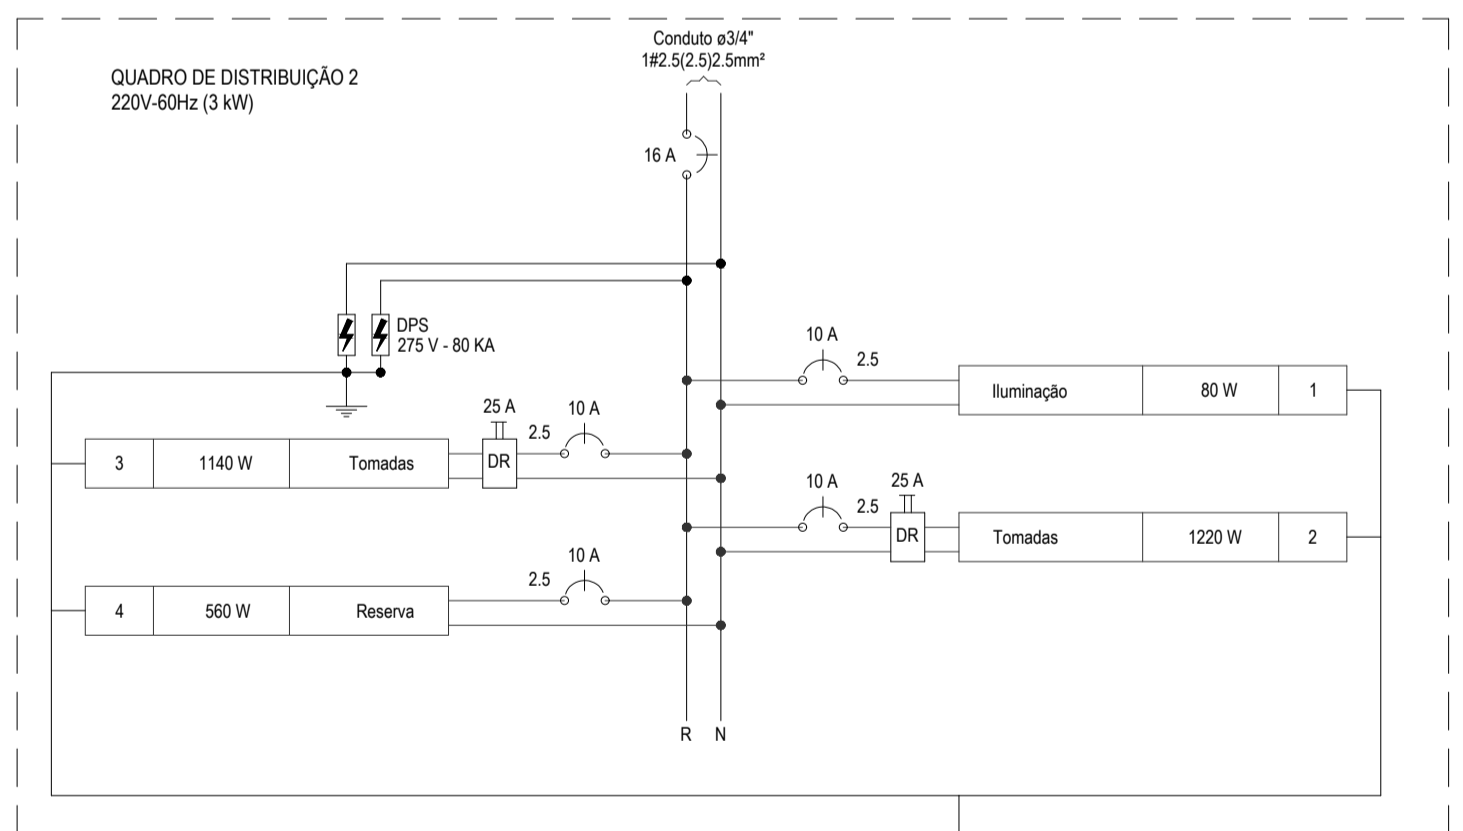 Conduto ø3/4"
1#2.5(2.5)2.5mm²
QUADRO DE DISTRIBUIÇÃO 2
220V-60Hz (3 kW)
16 A
DPS
275 V - 80 KA
10 A
2.5
Iluminação 80 W 1
25 A
10 A
2.5
3 1140 W Tomadas DR
10 A
25 A
2.5
DR Tomadas 1220 W 2
10 A
2.5
4 560 W Reserva
R N